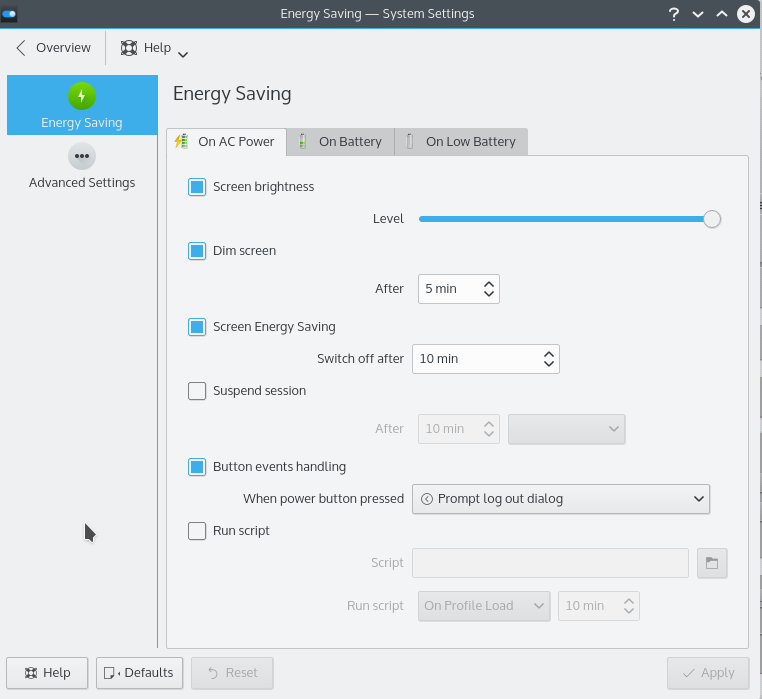 Energy Saving — System Settings
Overview
Help
Energy Saving
Advanced Settings
Energy Saving
On AC Power
On Battery
On Low Battery
Screen brightness
Level
Dim screen
After
5 min
Screen Energy Saving
Switch off after
10 min
Suspend session
After
10 min
Button events handling
When power button pressed
Prompt log out dialog
Run script
Script
Run script
On Profile Load
10 min
Help
Defaults
Reset
Apply